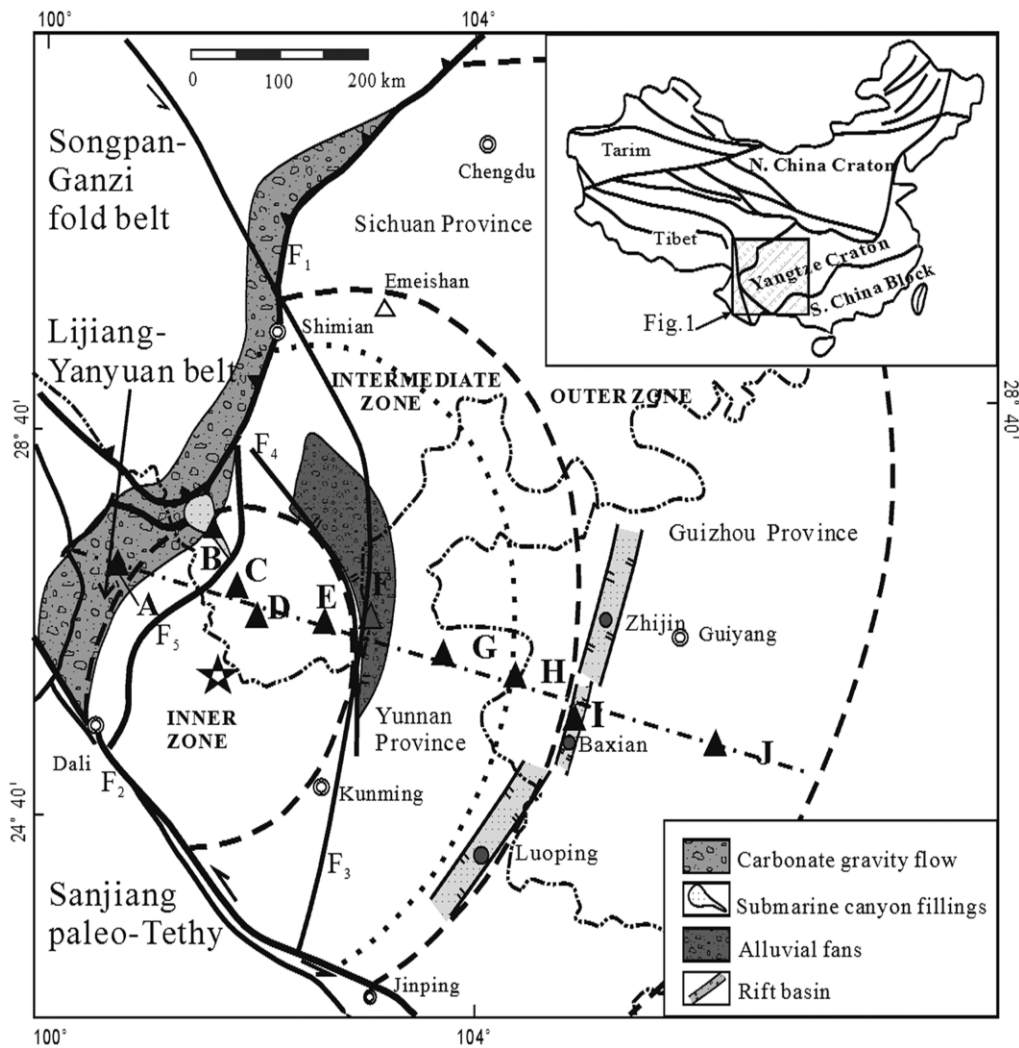 100°
104°
0
100
200 km
Songpan-
Ganzi
fold belt
Chengdu
Sichuan Province
Tarim
N. China Craton
Tibet
Yangtze Craton
S. China Block
Fig.1
F1
Emeishan
Shimian
Lijiang-
Yanyuan belt
INTERMEDIATE
ZONE
OUTER ZONE
28° 40'
28° 40'
F4
Guizhou Province
B
C
A
D
E
F
F5
G
H
I
J
Zhijin
Guiyang
INNER
ZONE
Yunnan
Province
Baxian
Dali
F2
Kunming
24° 40'
F3
Luoping
Sanjiang
paleo-Tethy
Jinping
Carbonate gravity flow
Submarine canyon fillings
Alluvial fans
Rift basin
100°
104°